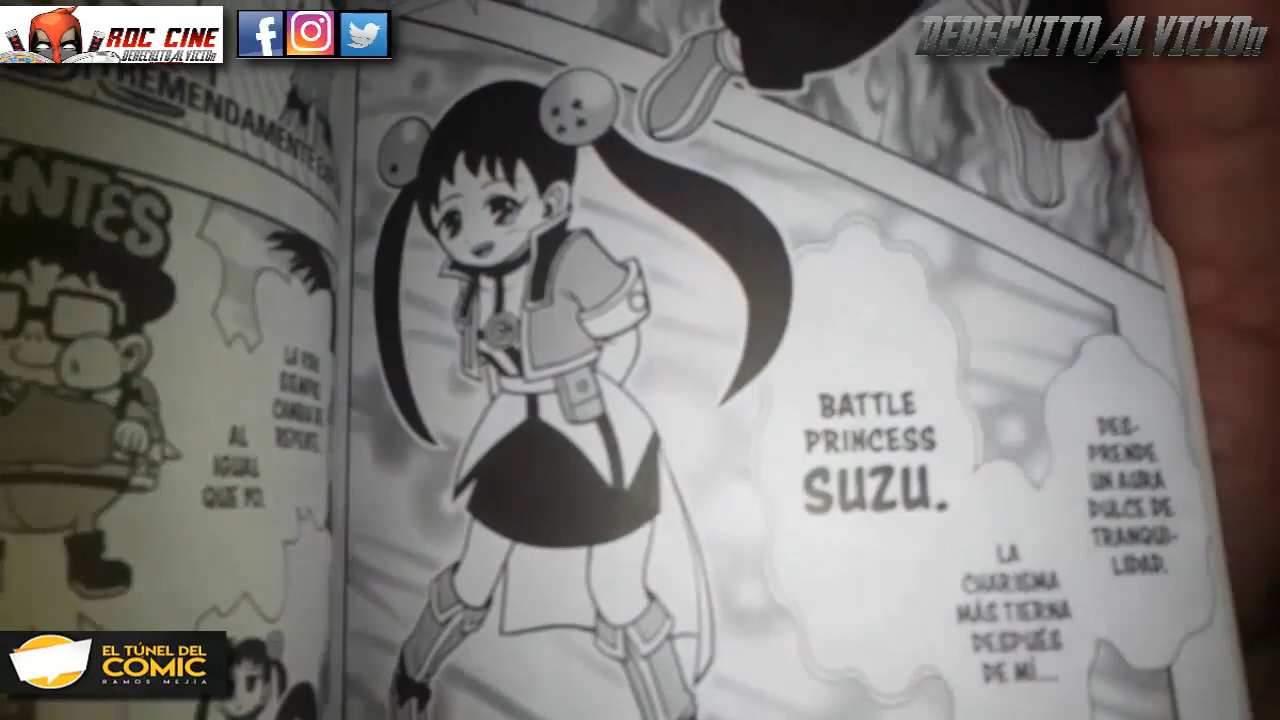 ROC CINE
DERECHITO AL VICIO!!
DERECHITO AL VICIO!!
TREMENDAMENTE
NTES
LA VIDA
SIEMPRE
CAMBIA DE
REPENTE.
AL
IGUAL
QUE YO.
BATTLE
PRINCESS
SUZU.
DES-
PRENDE
UN AURA
DULCE DE
TRANQUI-
LIDAD.
LA
CHARISMA
MÁS TIERNA
DESPUÉS
DE MÍ...
EL TÚNEL DEL
COMIC
RAMOS MEJÍA